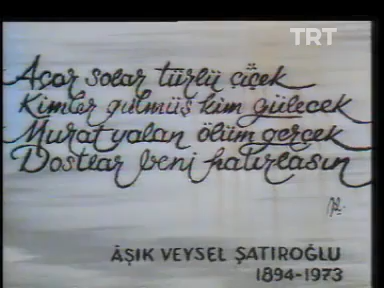 TRT
Açar solar türlü çiçek
Kimler gülmüş kim gülecek
Murat yalan ölüm gerçek
Dostlar beni hatırlasın
ÂŞIK VEYSEL ŞATIROĞLU
1894-1973